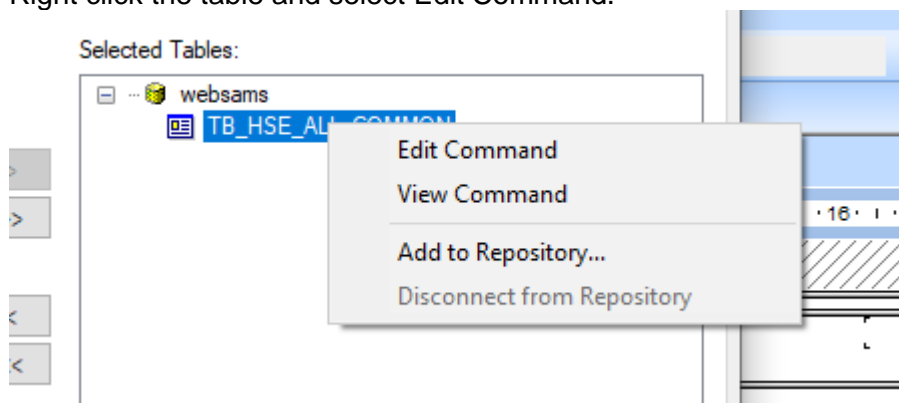 Right click the table and select Edit Command.
Selected Tables:
websams
TB_HSE_ALL_COMMON
Edit Command
View Command
16
Add to Repository...
Disconnect from Repository